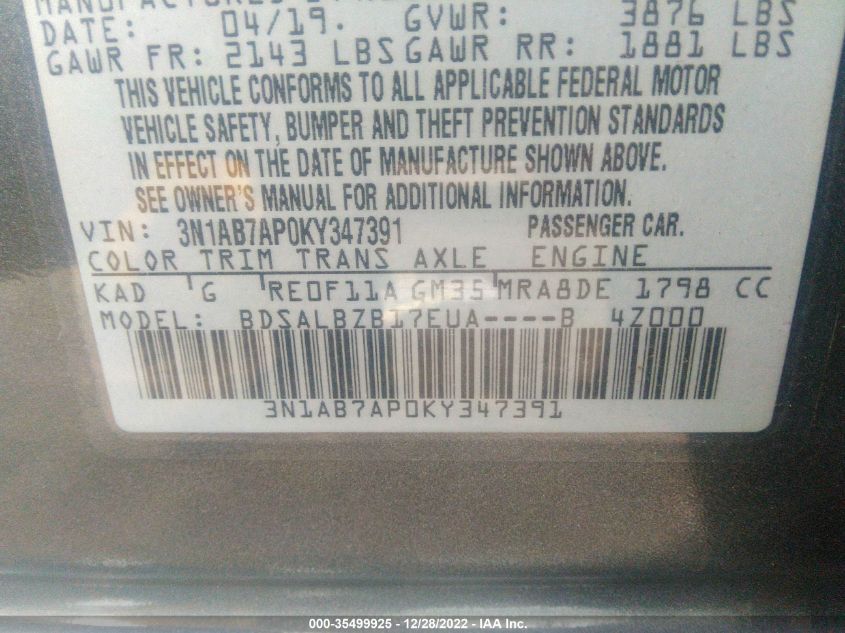 MANUFACTURED BY
DATE: 04/19. GVWR: 3876 LBS
GAWR FR: 2143 LBS GAWR RR: 1881 LBS
THIS VEHICLE CONFORMS TO ALL APPLICABLE FEDERAL MOTOR
VEHICLE SAFETY, BUMPER AND THEFT PREVENTION STANDARDS
IN EFFECT ON THE DATE OF MANUFACTURE SHOWN ABOVE.
SEE OWNER'S MANUAL FOR ADDITIONAL INFORMATION.
VIN: 3N1AB7AP0KY347391 PASSENGER CAR.
COLOR TRIM TRANS AXLE ENGINE
KAD G RE0F11A GM35 MRA8DE 1798 CC
MODEL: BDSALBZB17EUA----B 4Z000
3N1AB7AP0KY347391
000-35499925 - 12/28/2022 - IAA Inc.